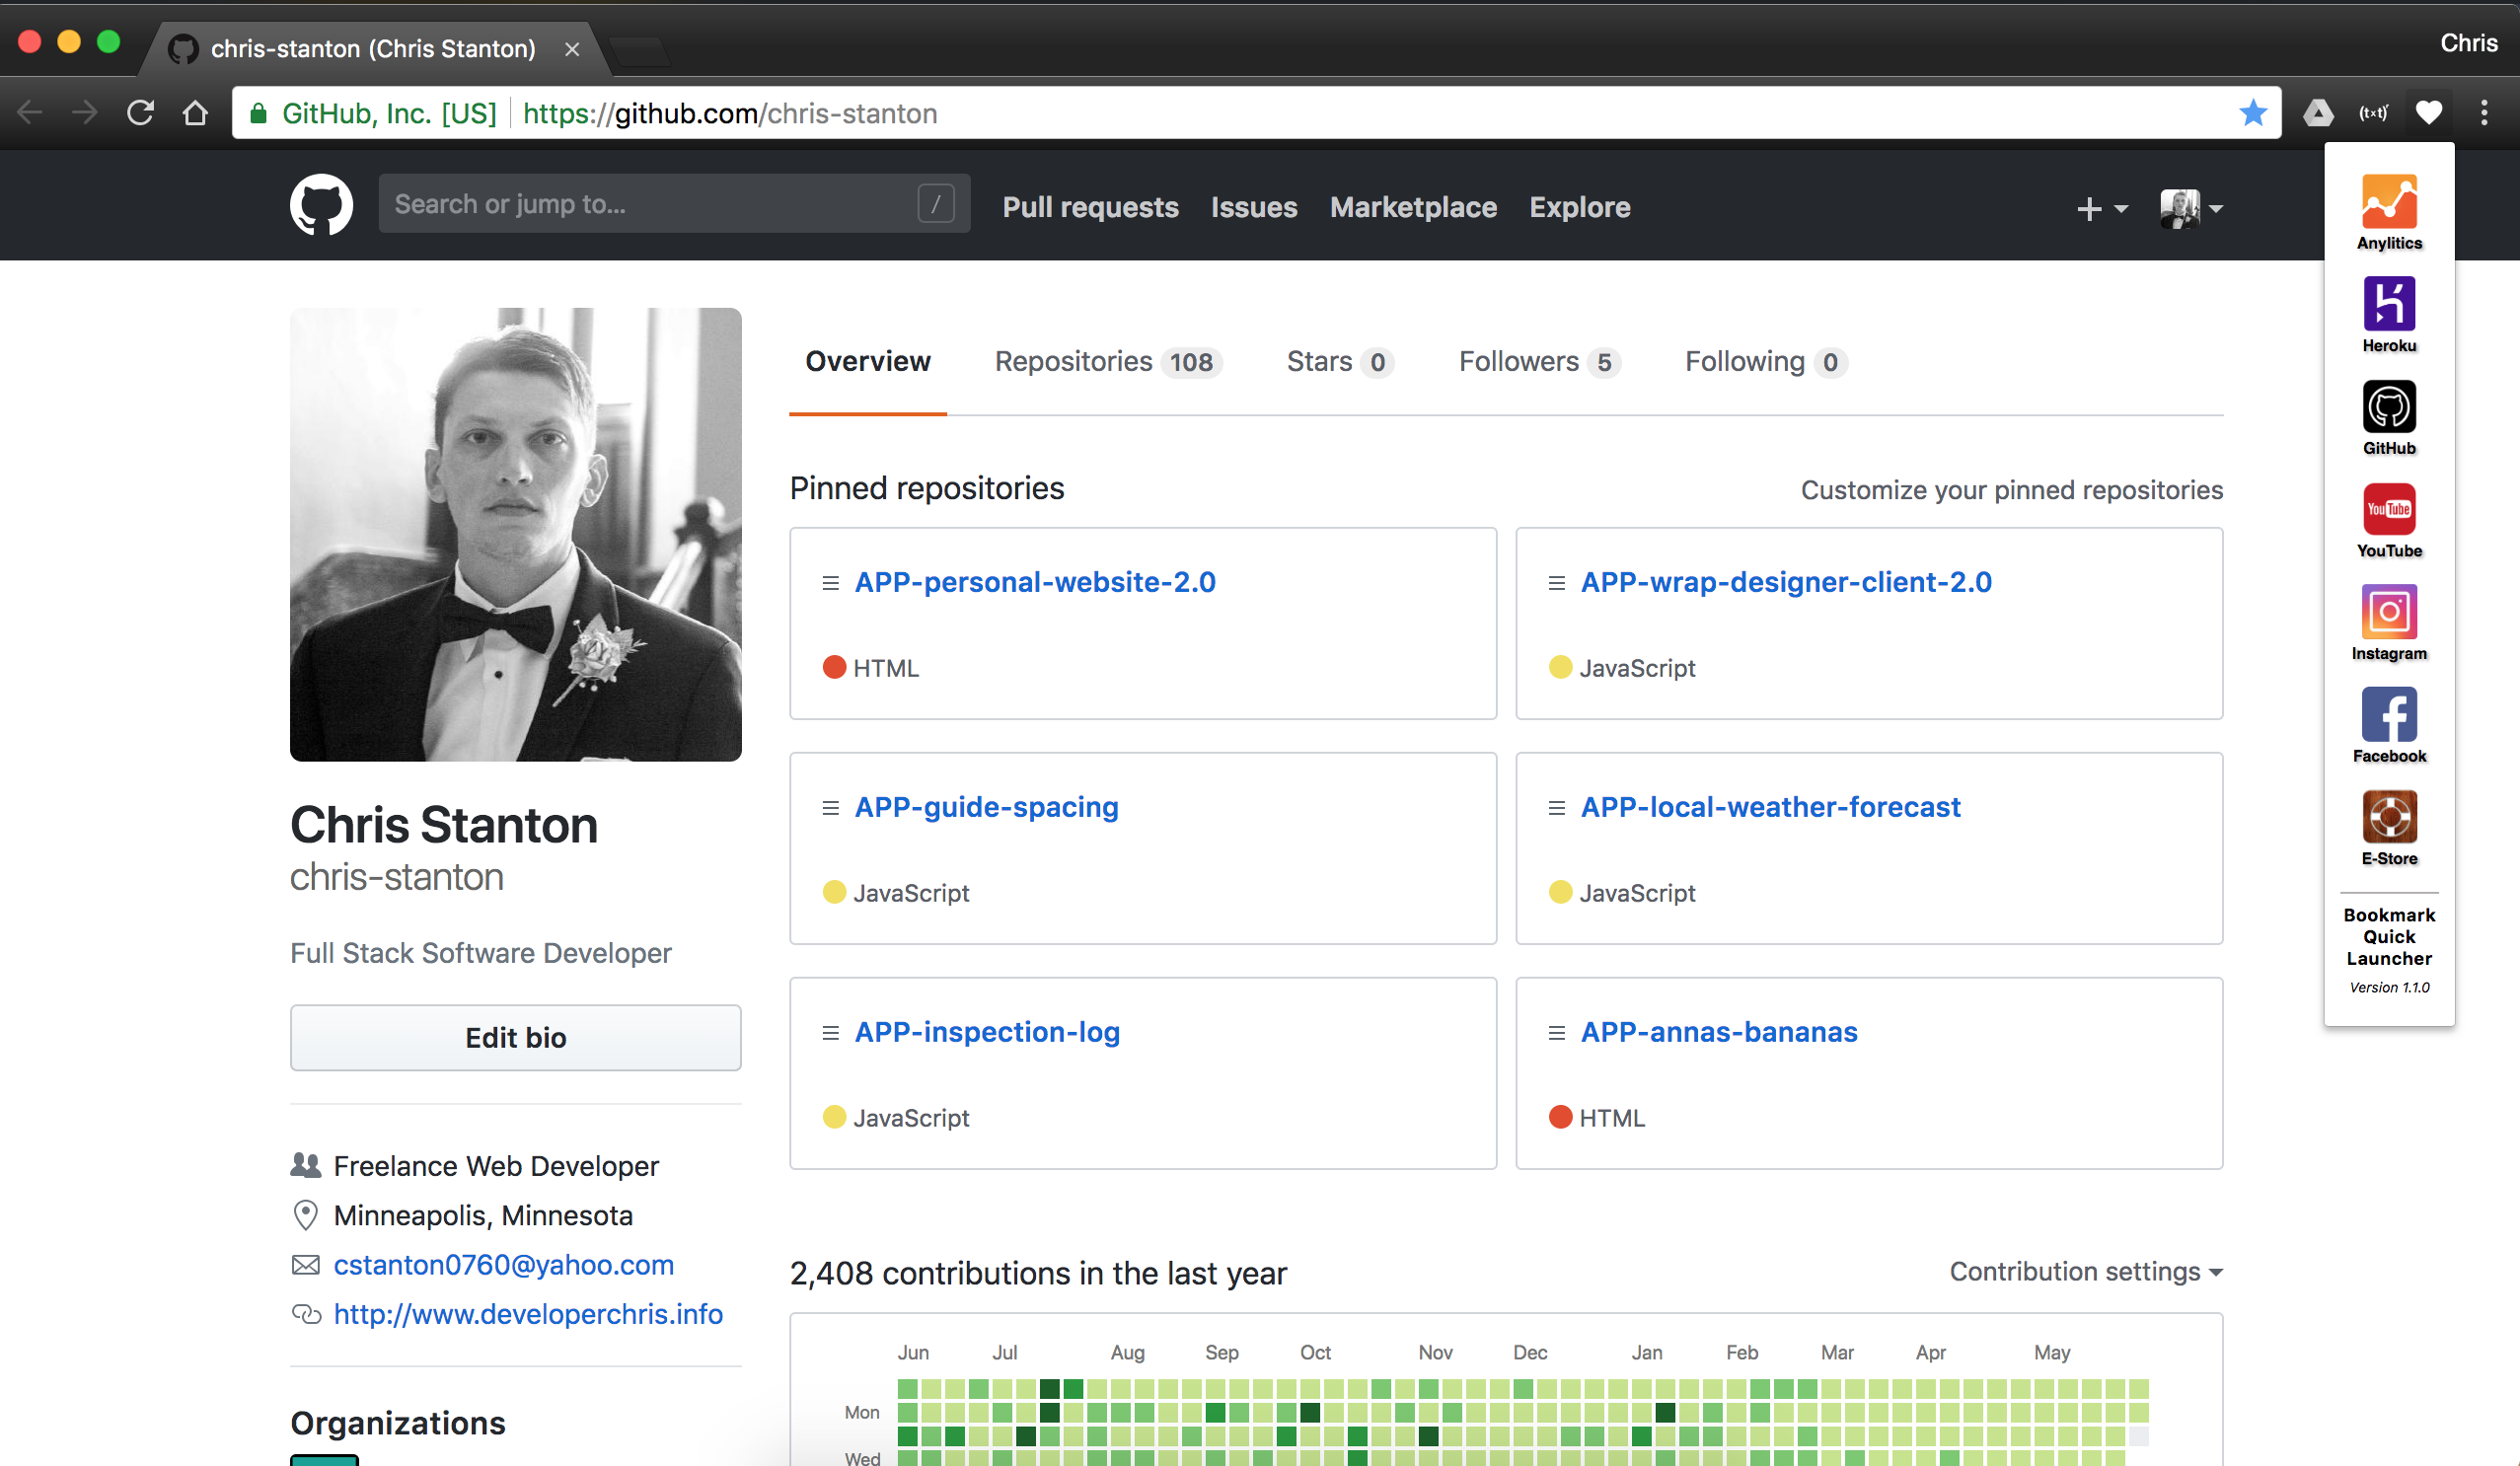 chris-stanton (Chris Stanton)
Chris
GitHub, Inc. [US]
https://github.com/chris-stanton
(t×t)
Search or jump to...
/
Pull requests
Issues
Marketplace
Explore
Overview
Repositories 108
Stars 0
Followers 5
Following 0
Pinned repositories
Customize your pinned repositories
APP-personal-website-2.0
HTML
APP-wrap-designer-client-2.0
JavaScript
APP-guide-spacing
JavaScript
APP-local-weather-forecast
JavaScript
APP-inspection-log
JavaScript
APP-annas-bananas
HTML
Chris Stanton
chris-stanton
Full Stack Software Developer
Edit bio
Freelance Web Developer
Minneapolis, Minnesota
cstanton0760@yahoo.com
http://www.developerchris.info
Organizations
2,408 contributions in the last year
Contribution settings
Jun Jul Aug Sep Oct Nov Dec Jan Feb Mar Apr May
Mon
Wed
Anylitics
Heroku
GitHub
YouTube
YouTube
Instagram
Facebook
E-Store
Bookmark
Quick
Launcher
Version 1.1.0